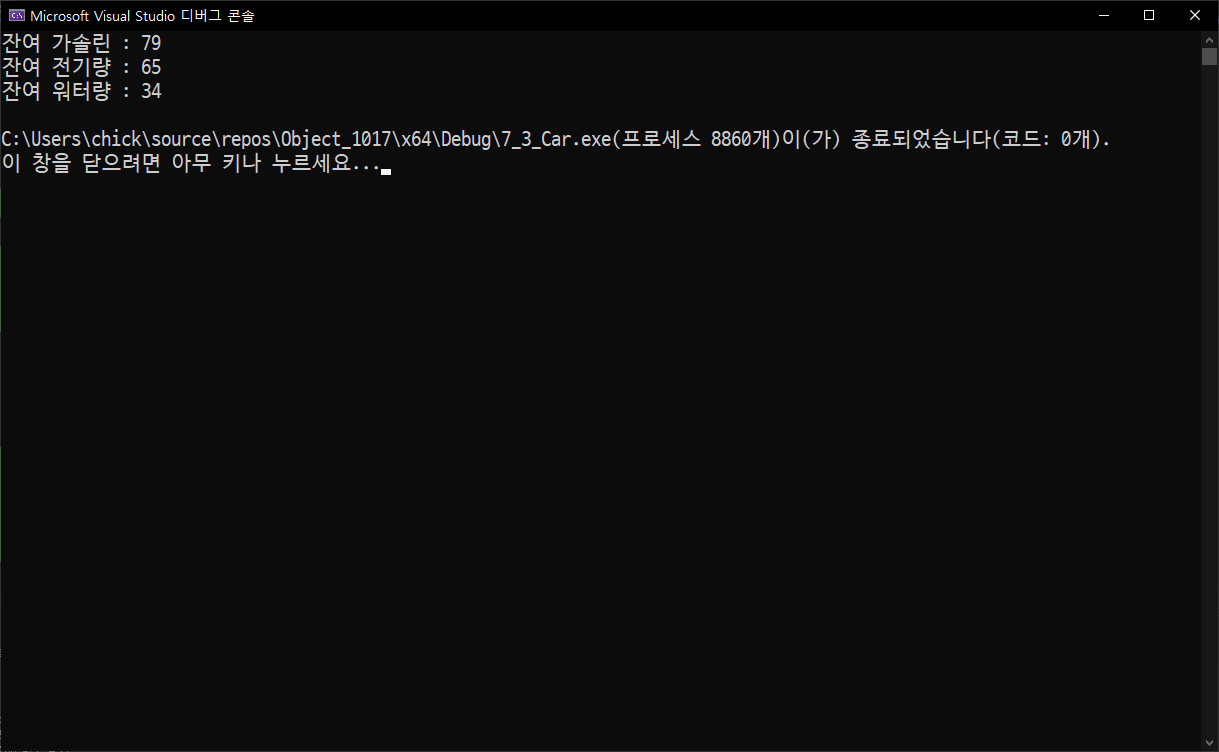 Microsoft Visual Studio 디버그 콘솔
잔여 가솔린 : 79
잔여 전기량 : 65
잔여 워터량 : 34
C:\Users\chick\source\repos\Object_1017\x64\Debug\7_3_Car.exe(프로세스 8860개)이(가) 종료되었습니다(코드: 0개).
이 창을 닫으려면 아무 키나 누르세요...